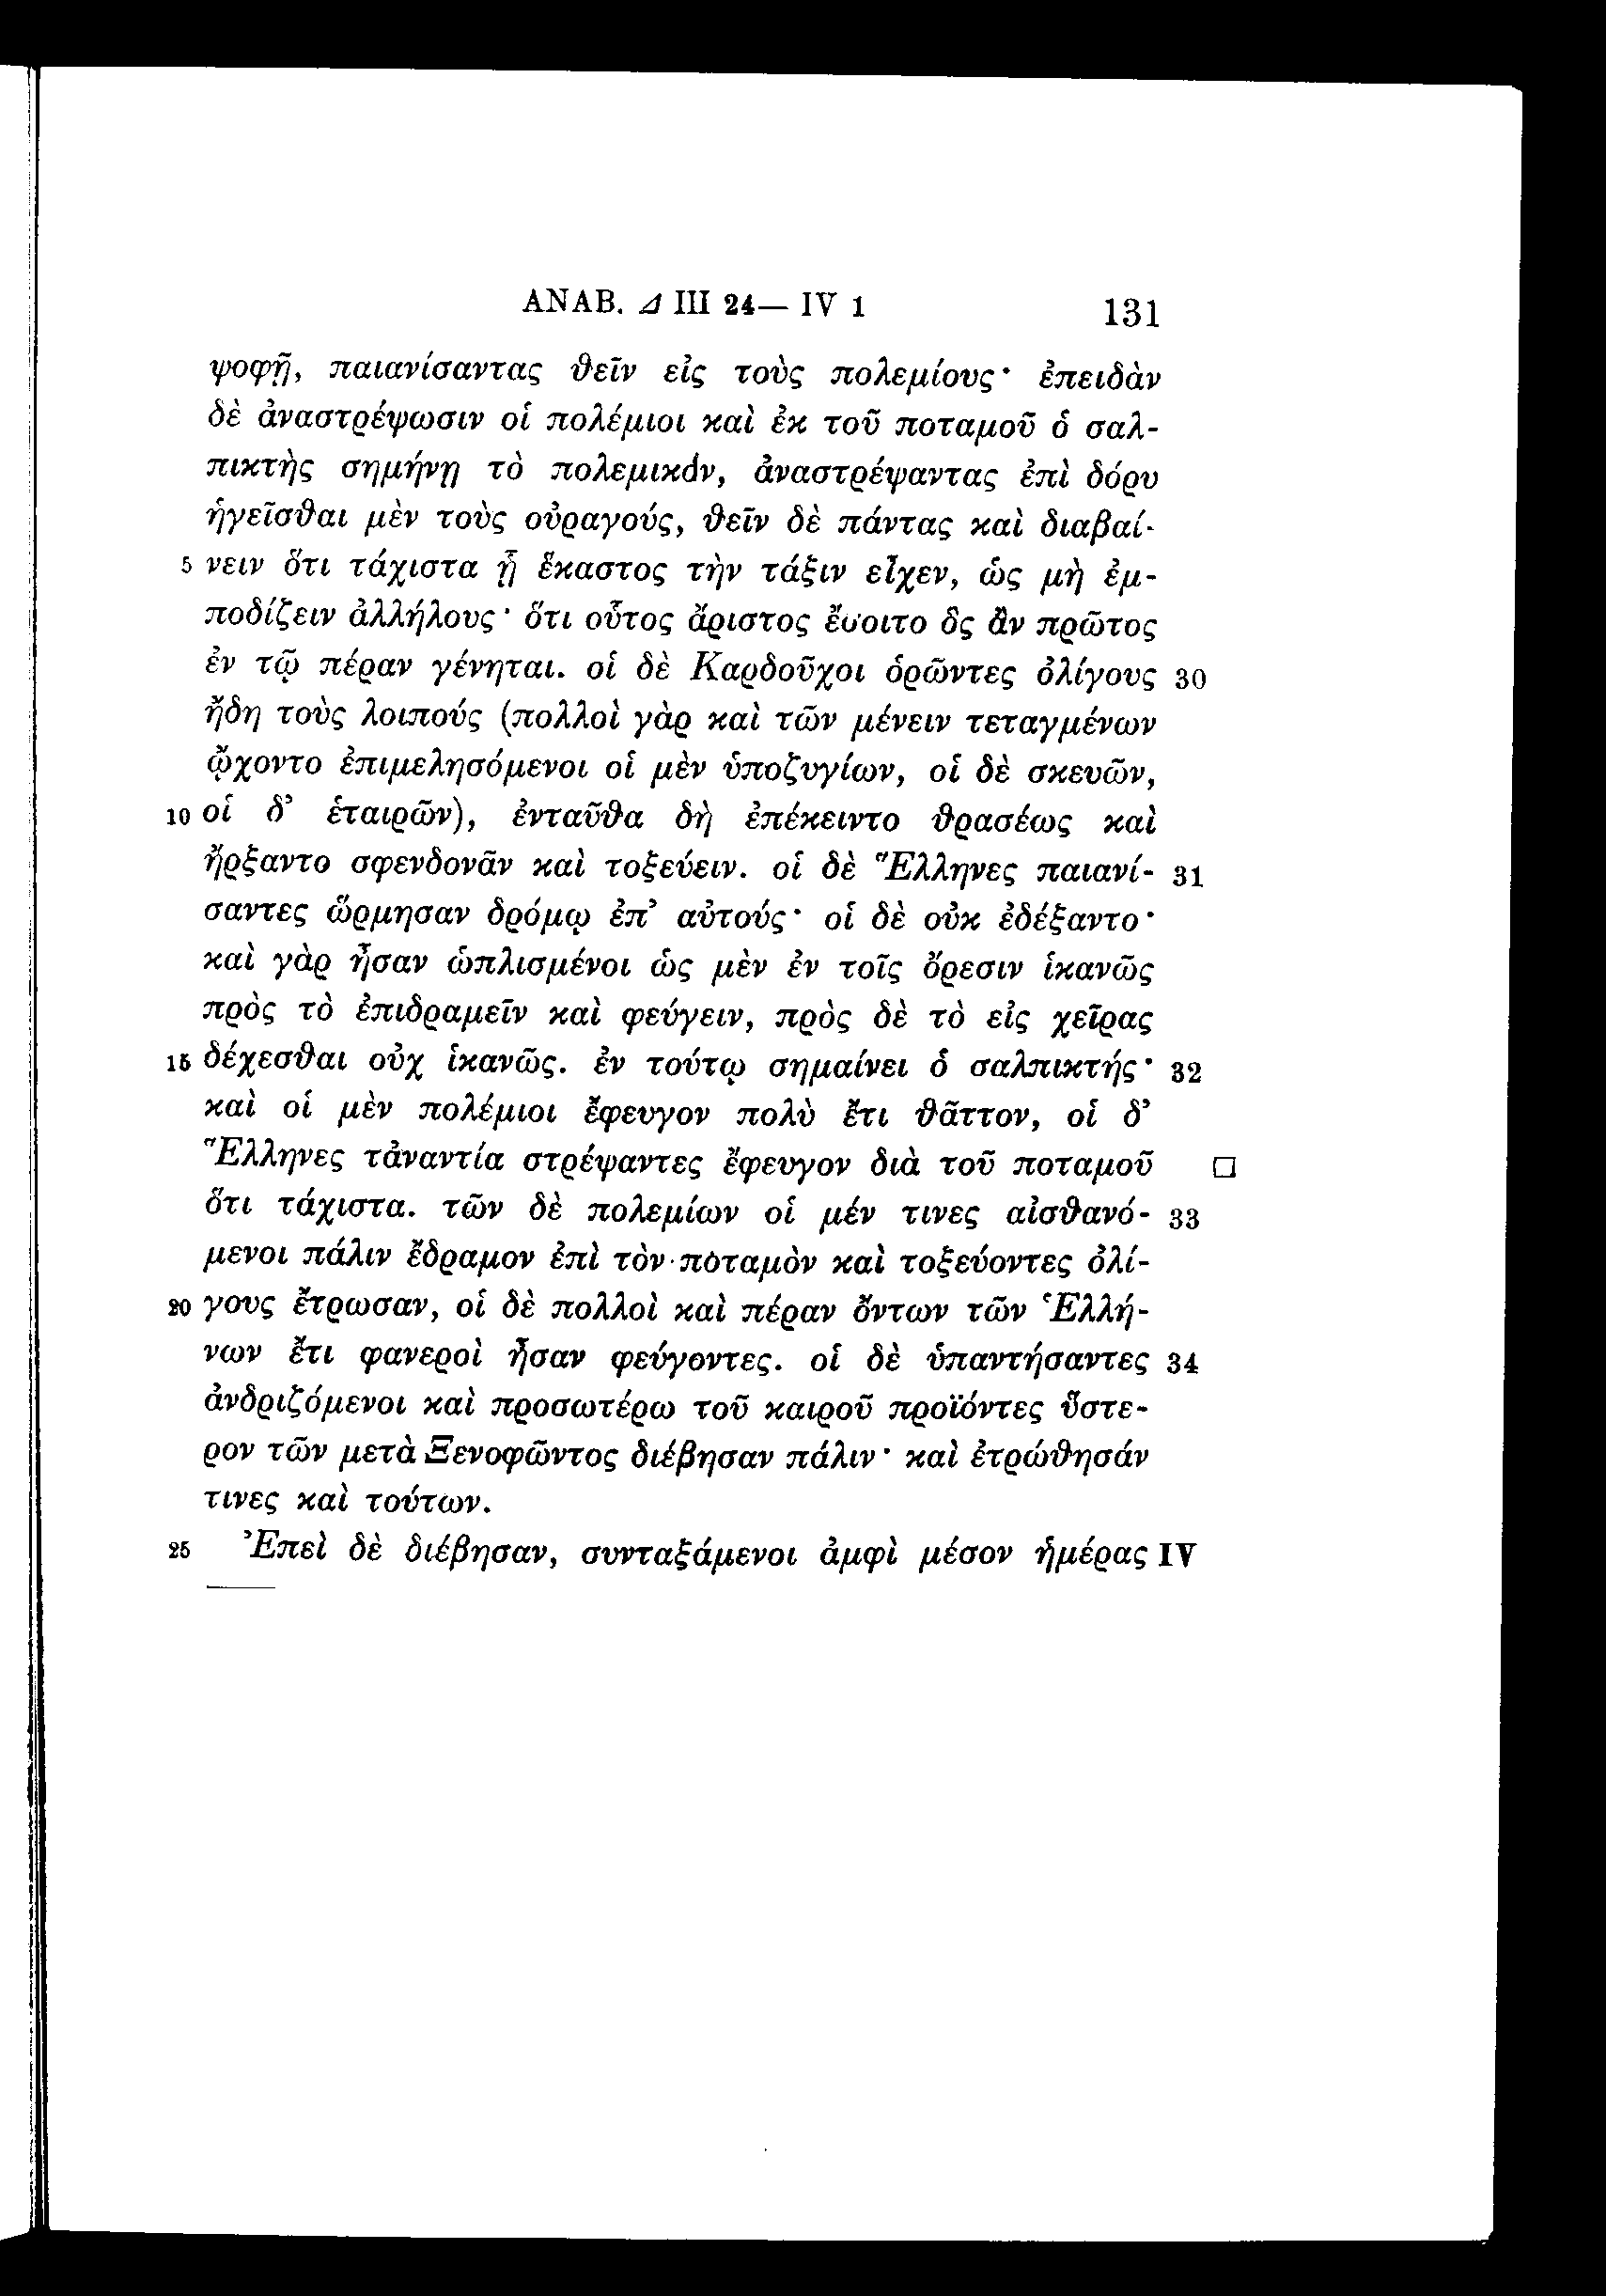 ΑΝΑΒ. Δ III 24— IV 1 131
ψοφῇ, παιανίσαντας ϑεῖν εἰς τοὺς πολεμίους· ἐπειδὰν
δὲ ἀναστρέψωσιν οἱ πολέμιοι καὶ ἐκ τοῦ ποταμοῦ ὁ σαλ-
πικτὴς σημήνῃ τὸ πολεμικόν, ἀναστρέψαντας ἐπὶ δόρυ
ἡγεῖσϑαι μὲν τοὺς οὐραγούς, ϑεῖν δὲ πάντας καὶ διαβαί-
5 νειν ὅτι τάχιστα ᾗ ἕκαστος τὴν τάξιν εἶχεν, ὡς μὴ ἐμ-
ποδίζειν ἀλλήλους· ὅτι οὗτος ἄριστος ἔσοιτο ὃς ἂν πρῶτος
ἐν τῷ πέραν γένηται. οἱ δὲ Καρδοῦχοι ὁρῶντες ὀλίγους 30
ἤδη τοὺς λοιπούς (πολλοὶ γὰρ καὶ τῶν μένειν τεταγμένων
ᾤχοντο ἐπιμελησόμενοι οἱ μὲν ὑποζυγίων, οἱ δὲ σκευῶν,
10 οἱ δ’ ἑταιρῶν), ἐνταῦϑα δὴ ἐπέκειντο ϑρασέως καὶ
ἤρξαντο σφενδονᾶν καὶ τοξεύειν. οἱ δὲ Ἕλληνες παιανί- 31
σαντες ὥρμησαν δρόμῳ ἐπ’ αὐτούς· οἱ δὲ οὐκ ἐδέξαντο·
καὶ γὰρ ἦσαν ὡπλισμένοι ὡς μὲν ἐν τοῖς ὄρεσιν ἱκανῶς
πρὸς τὸ ἐπιδραμεῖν καὶ φεύγειν, πρὸς δὲ τὸ εἰς χεῖρας
15 δέχεσϑαι οὐχ ἱκανῶς. ἐν τούτῳ σημαίνει ὁ σαλπικτής· 32
καὶ οἱ μὲν πολέμιοι ἔφευγον πολὺ ἔτι ϑᾶττον, οἱ δ’
Ἕλληνες τἀναντία στρέψαντες ἔφευγον διὰ τοῦ ποταμοῦ □
ὅτι τάχιστα. τῶν δὲ πολεμίων οἱ μέν τινες αἰσϑανό- 33
μενοι πάλιν ἔδραμον ἐπὶ τὸν ποταμὸν καὶ τοξεύοντες ὀλί-
20 γους ἔτρωσαν, οἱ δὲ πολλοὶ καὶ πέραν ὄντων τῶν Ἑλλή-
νων ἔτι φανεροὶ ἦσαν φεύγοντες. οἱ δὲ ὑπαντήσαντες 34
ἀνδριζόμενοι καὶ προσωτέρω τοῦ καιροῦ προϊόντες ὕστε-
ρον τῶν μετὰ Ξενοφῶντος διέβησαν πάλιν· καὶ ἐτρώϑησάν
τινες καὶ τούτων.
25 Ἐπεὶ δὲ διέβησαν, συνταξάμενοι ἀμφὶ μέσον ἡμέρας IV